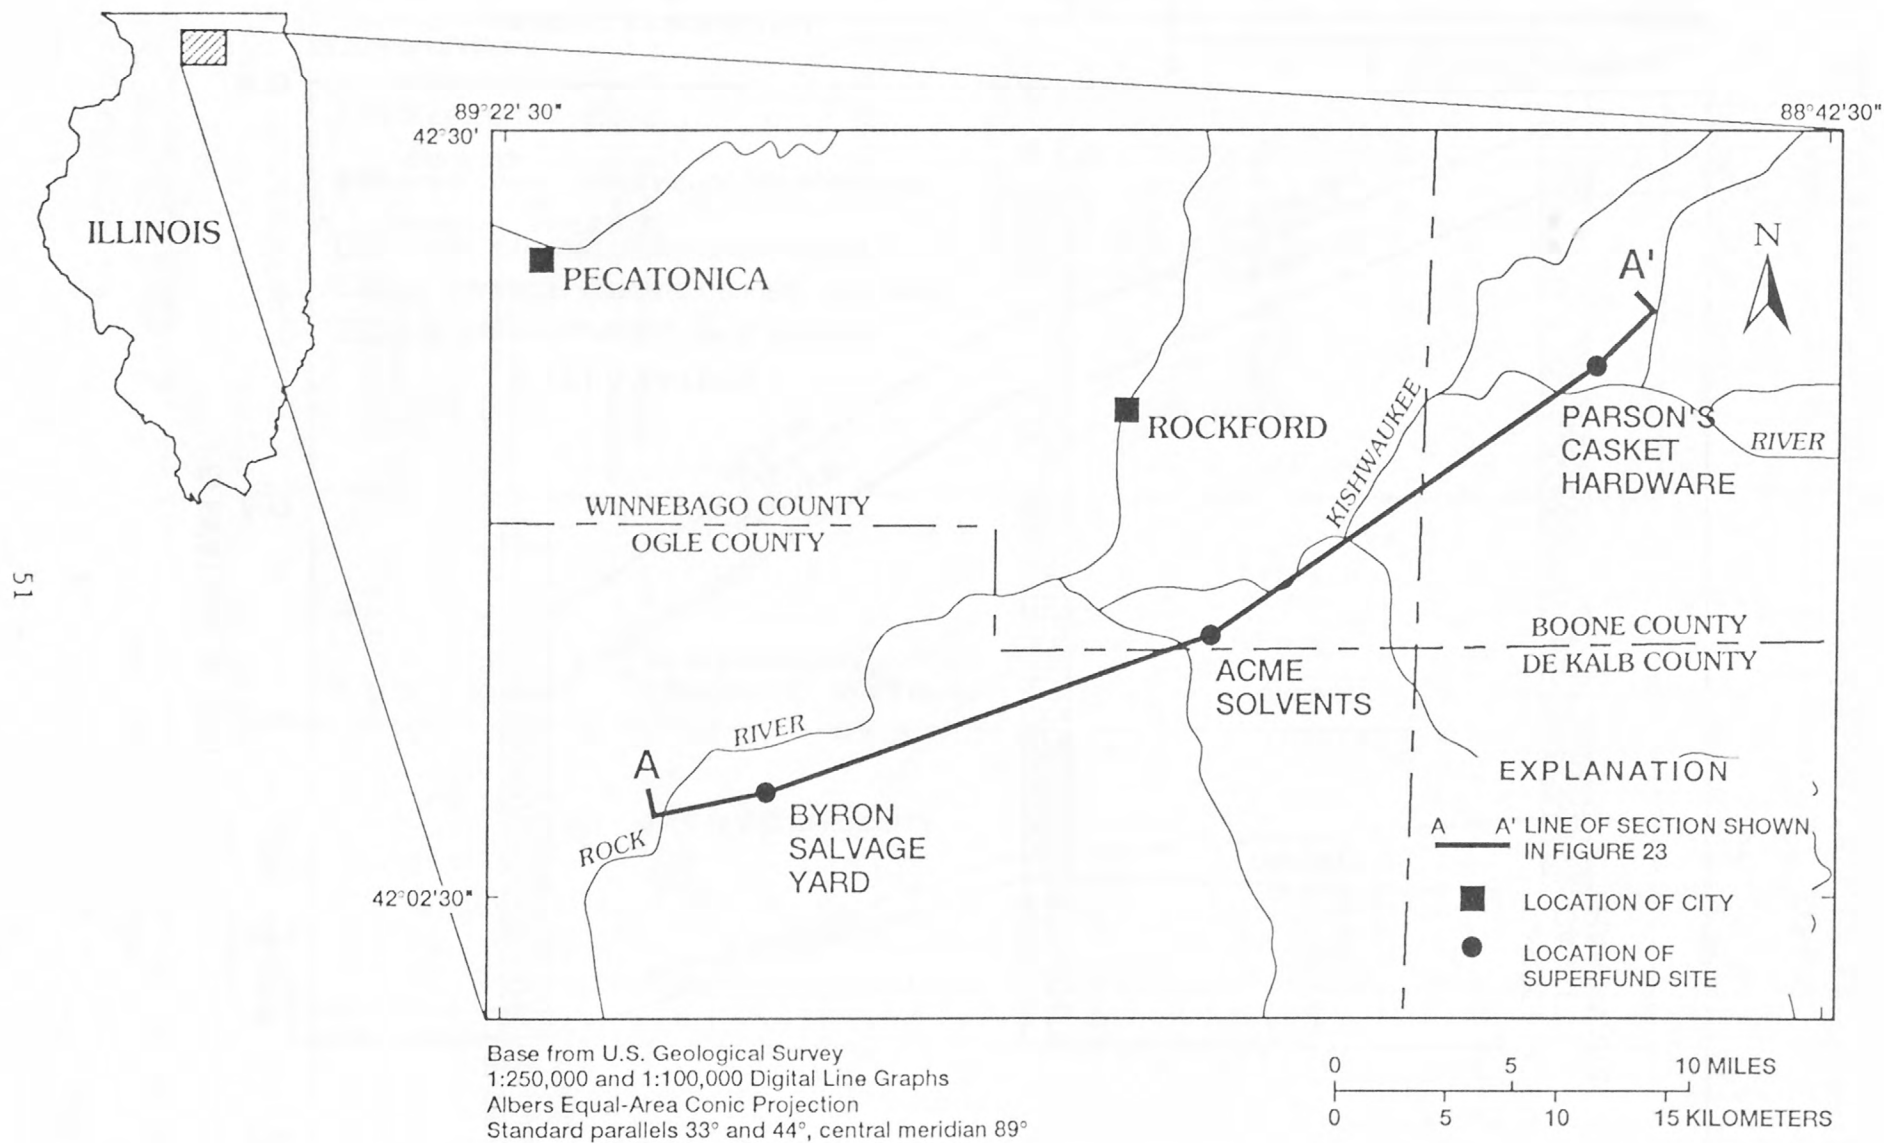 89°22' 30"
88°42'30"
42°30'
ILLINOIS
N
A'
PECATONICA
ROCKFORD
KISHWAUKEE
RIVER
PARSON'S
CASKET
HARDWARE
WINNEBAGO COUNTY
OGLE COUNTY
51
BOONE COUNTY
DE KALB COUNTY
ACME
SOLVENTS
RIVER
A
ROCK
BYRON
SALVAGE
YARD
42°02'30"
EXPLANATION
A A' LINE OF SECTION SHOWN
IN FIGURE 23
LOCATION OF CITY
LOCATION OF
SUPERFUND SITE
Base from U.S. Geological Survey
1:250,000 and 1:100,000 Digital Line Graphs
Albers Equal-Area Conic Projection
Standard parallels 33° and 44°, central meridian 89°
0 5 10 MILES
0 5 10 15 KILOMETERS